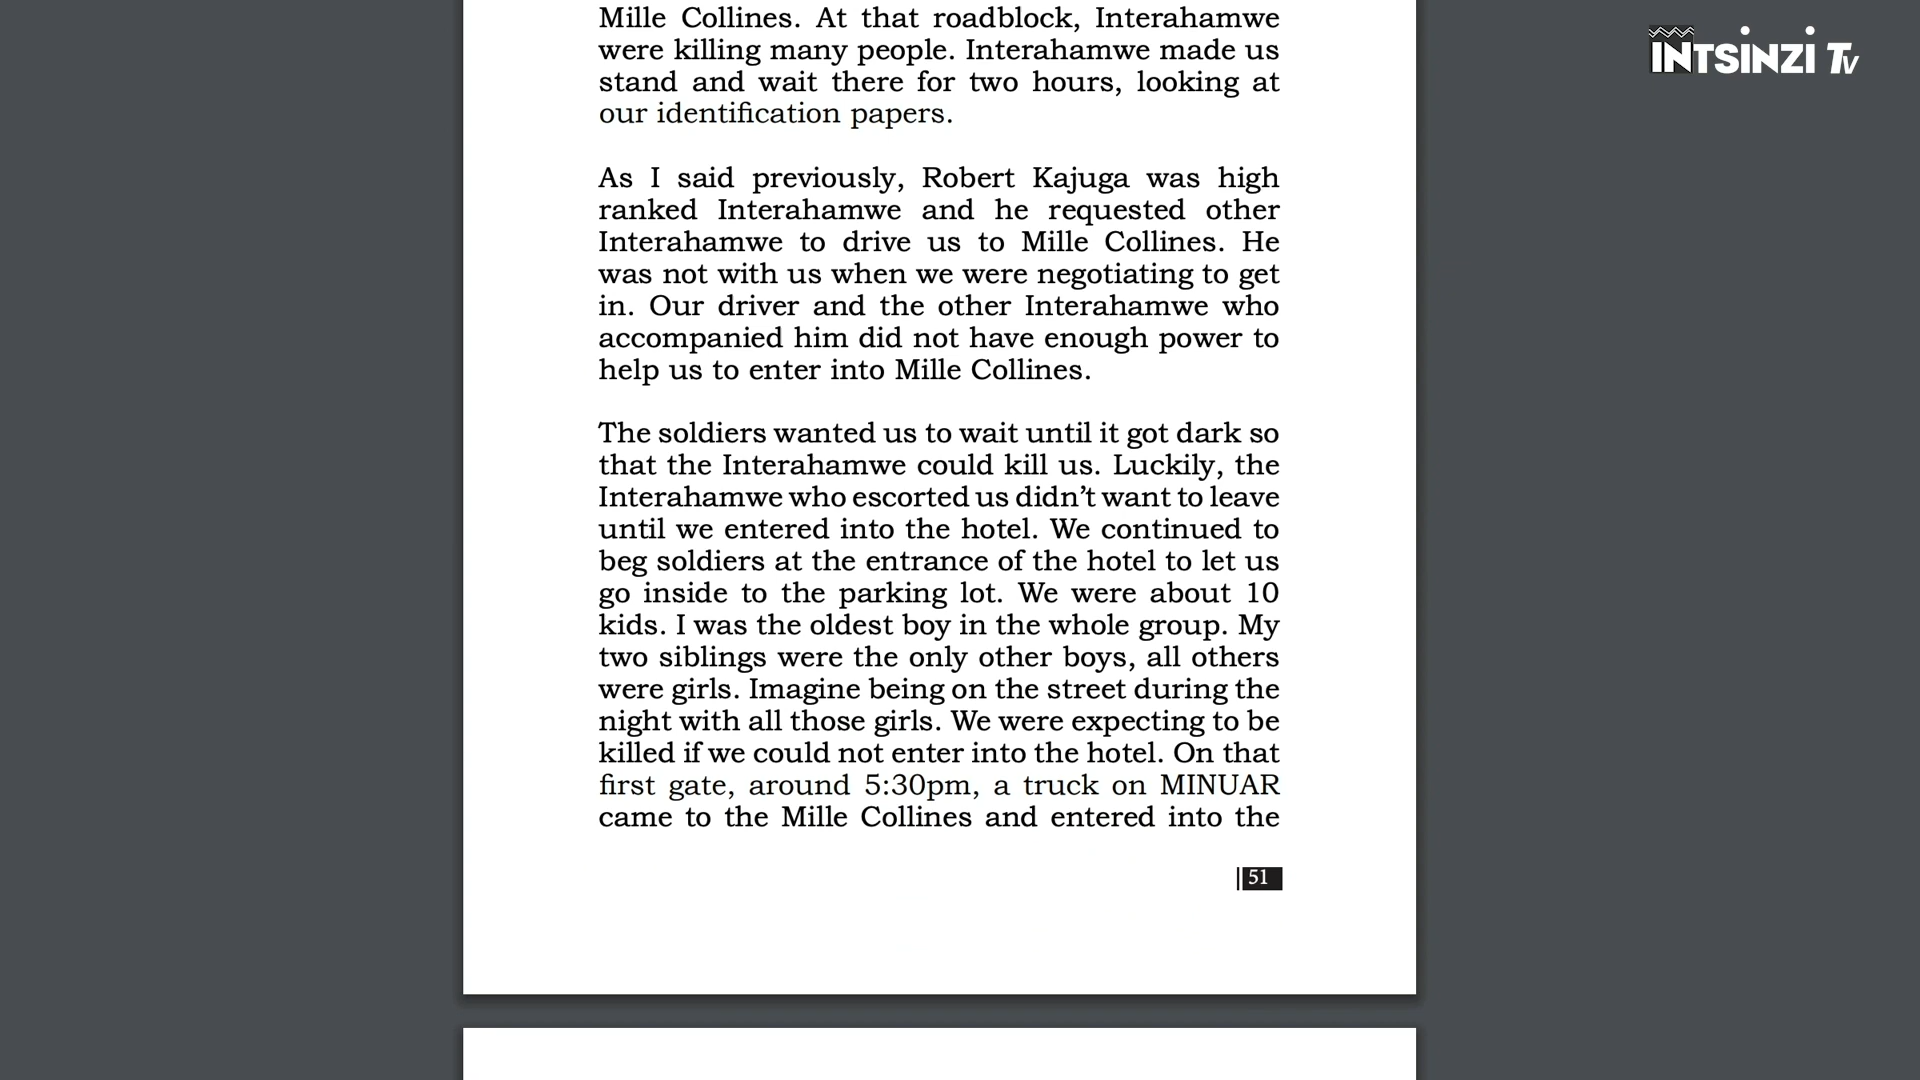 Mille Collines. At that roadblock, Interahamwe
were killing many people. Interahamwe made us
stand and wait there for two hours, looking at
our identification papers.
As I said previously, Robert Kajuga was high
ranked Interahamwe and he requested other
Interahamwe to drive us to Mille Collines. He
was not with us when we were negotiating to get
in. Our driver and the other Interahamwe who
accompanied him did not have enough power to
help us to enter into Mille Collines.
The soldiers wanted us to wait until it got dark so
that the Interahamwe could kill us. Luckily, the
Interahamwe who escorted us didn’t want to leave
until we entered into the hotel. We continued to
beg soldiers at the entrance of the hotel to let us
go inside to the parking lot. We were about 10
kids. I was the oldest boy in the whole group. My
two siblings were the only other boys, all others
were girls. Imagine being on the street during the
night with all those girls. We were expecting to be
killed if we could not enter into the hotel. On that
first gate, around 5:30pm, a truck on MINUAR
came to the Mille Collines and entered into the
51
INTSINZI TV